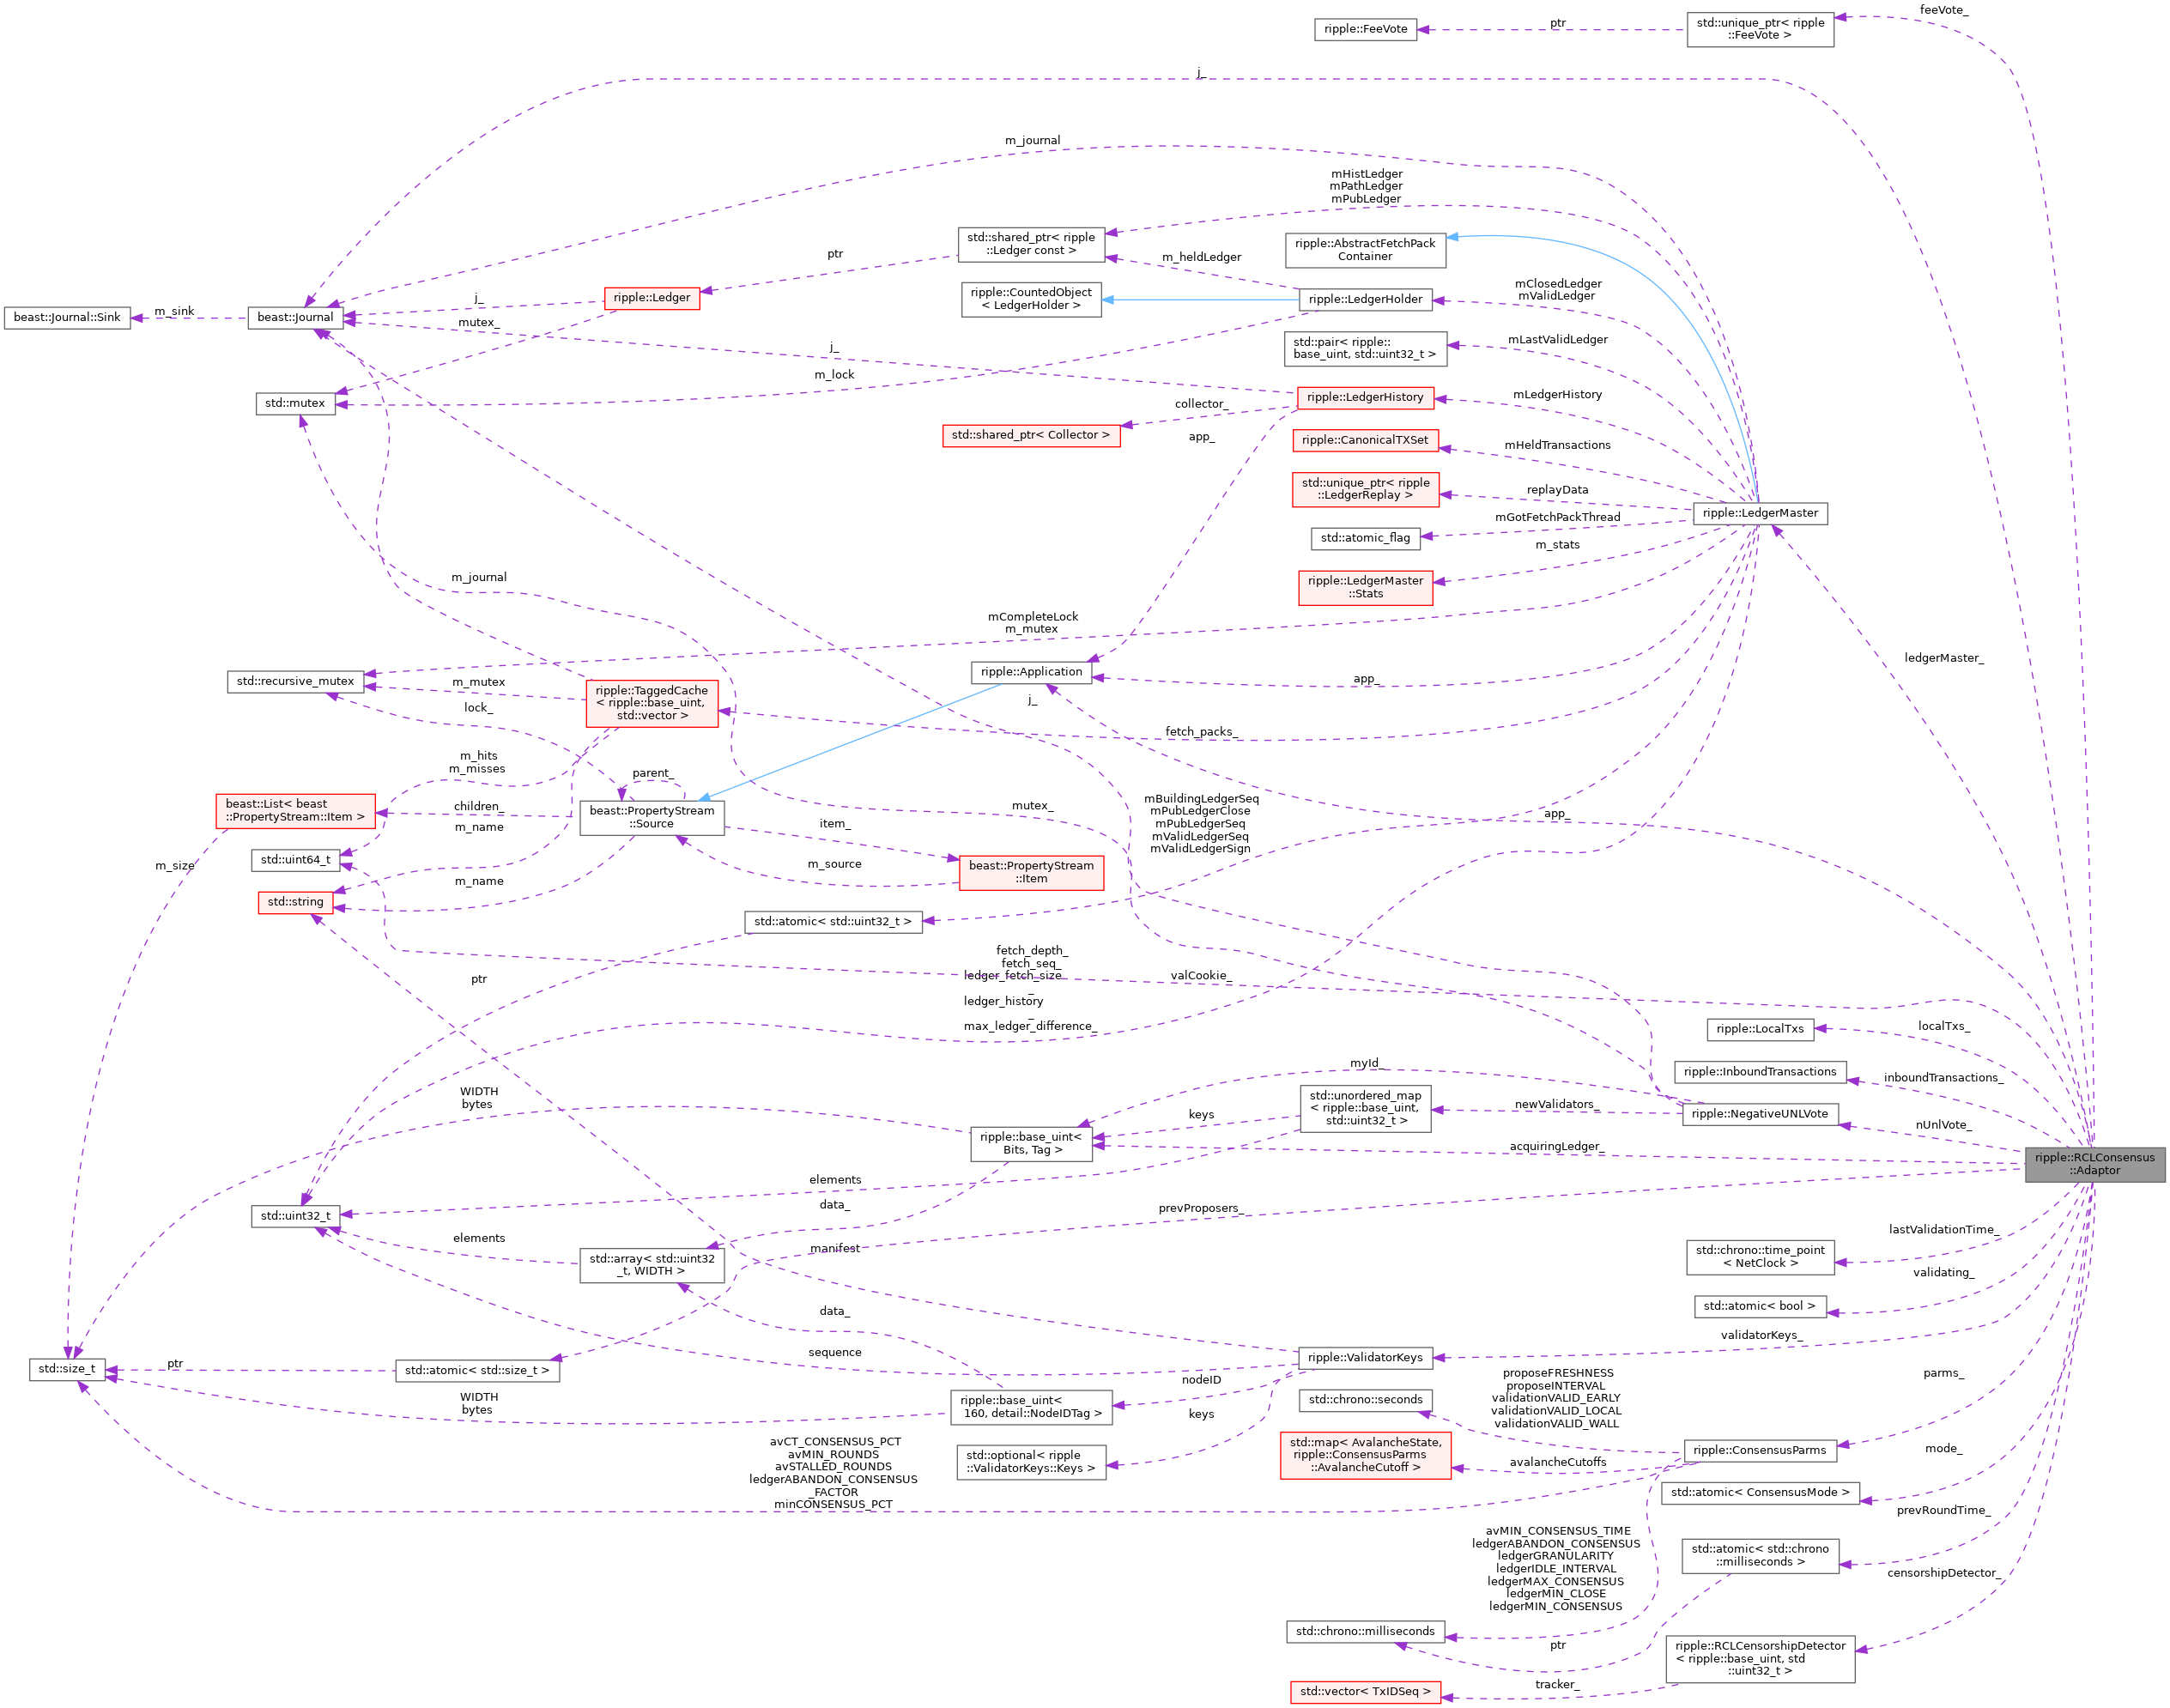 feeVote_
ripple::FeeVote
ptr
std::unique_ptr< ripple
::FeeVote >
j_
m_journal
mHistLedger
mPathLedger
mPubLedger
std::shared_ptr< ripple
::Ledger const >
ripple::AbstractFetchPack
Container
ptr
m_heldLedger
ripple::CountedObject
< LedgerHolder >
ripple::LedgerHolder
mClosedLedger
mValidLedger
beast::Journal::Sink
m_sink
beast::Journal
j_
ripple::Ledger
mutex_
std::pair< ripple::
base_uint, std::uint32_t >
mLastValidLedger
j_
m_lock
std::mutex
ripple::LedgerHistory
mLedgerHistory
collector_
std::shared_ptr< Collector >
app_
ripple::CanonicalTXSet
mHeldTransactions
std::unique_ptr< ripple
::LedgerReplay >
replayData
ripple::LedgerMaster
mGotFetchPackThread
std::atomic_flag
m_stats
ripple::LedgerMaster
::Stats
m_journal
mCompleteLock
m_mutex
ledgerMaster_
std::recursive_mutex
m_mutex
ripple::TaggedCache
< ripple::base_uint,
std::vector >
ripple::Application
app_
lock_
j_
fetch_packs_
m_hits
m_misses
parent_
beast::List< beast
::PropertyStream::Item >
children_
m_name
beast::PropertyStream
::Source
item_
mutex_
mBuildingLedgerSeq
mPubLedgerClose
mPubLedgerSeq
mValidLedgerSeq
mValidLedgerSign
app_
std::uint64_t
m_size
m_source
beast::PropertyStream
::Item
m_name
std::string
std::atomic< std::uint32_t >
ptr
fetch_depth_
fetch_seq_
ledger_fetch_size
_
ledger_history
_
max_ledger_difference_
valCookie_
ripple::LocalTxs
localTxs_
ripple::InboundTransactions
inboundTransactions_
myId_
WIDTH
bytes
std::unordered_map
< ripple::base_uint,
std::uint32_t >
keys
newValidators_
ripple::NegativeUNLVote
nUnlVote_
ripple::base_uint<
Bits, Tag >
acquiringLedger_
ripple::RCLConsensus
::Adaptor
elements
data_
prevProposers_
std::uint32_t
elements
std::array< std::uint32
_t, WIDTH >
manifest
std::chrono::time_point
< NetClock >
lastValidationTime_
validating_
std::atomic< bool >
data_
validatorKeys_
sequence
ripple::ValidatorKeys
std::size_t
ptr
std::atomic< std::size_t >
nodeID
WIDTH
bytes
ripple::base_uint<
160, detail::NodeIDTag >
keys
proposeFRESHNESS
proposeINTERVAL
validationVALID_EARLY
validationVALID_LOCAL
validationVALID_WALL
std::chrono::seconds
parms_
avCT_CONSENSUS_PCT
avMIN_ROUNDS
avSTALLED_ROUNDS
ledgerABANDON_CONSENSUS
_FACTOR
minCONSENSUS_PCT
std::optional< ripple
::ValidatorKeys::Keys >
std::map< AvalancheState,
ripple::ConsensusParms
::AvalancheCutoff >
avalancheCutoffs
ripple::ConsensusParms
mode_
std::atomic< ConsensusMode >
prevRoundTime_
avMIN_CONSENSUS_TIME
ledgerABANDON_CONSENSUS
ledgerGRANULARITY
ledgerIDLE_INTERVAL
ledgerMAX_CONSENSUS
ledgerMIN_CLOSE
ledgerMIN_CONSENSUS
std::atomic< std::chrono
::milliseconds >
censorshipDetector_
std::chrono::milliseconds
ptr
ripple::RCLCensorshipDetector
< ripple::base_uint, std
::uint32_t >
tracker_
std::vector< TxIDSeq >